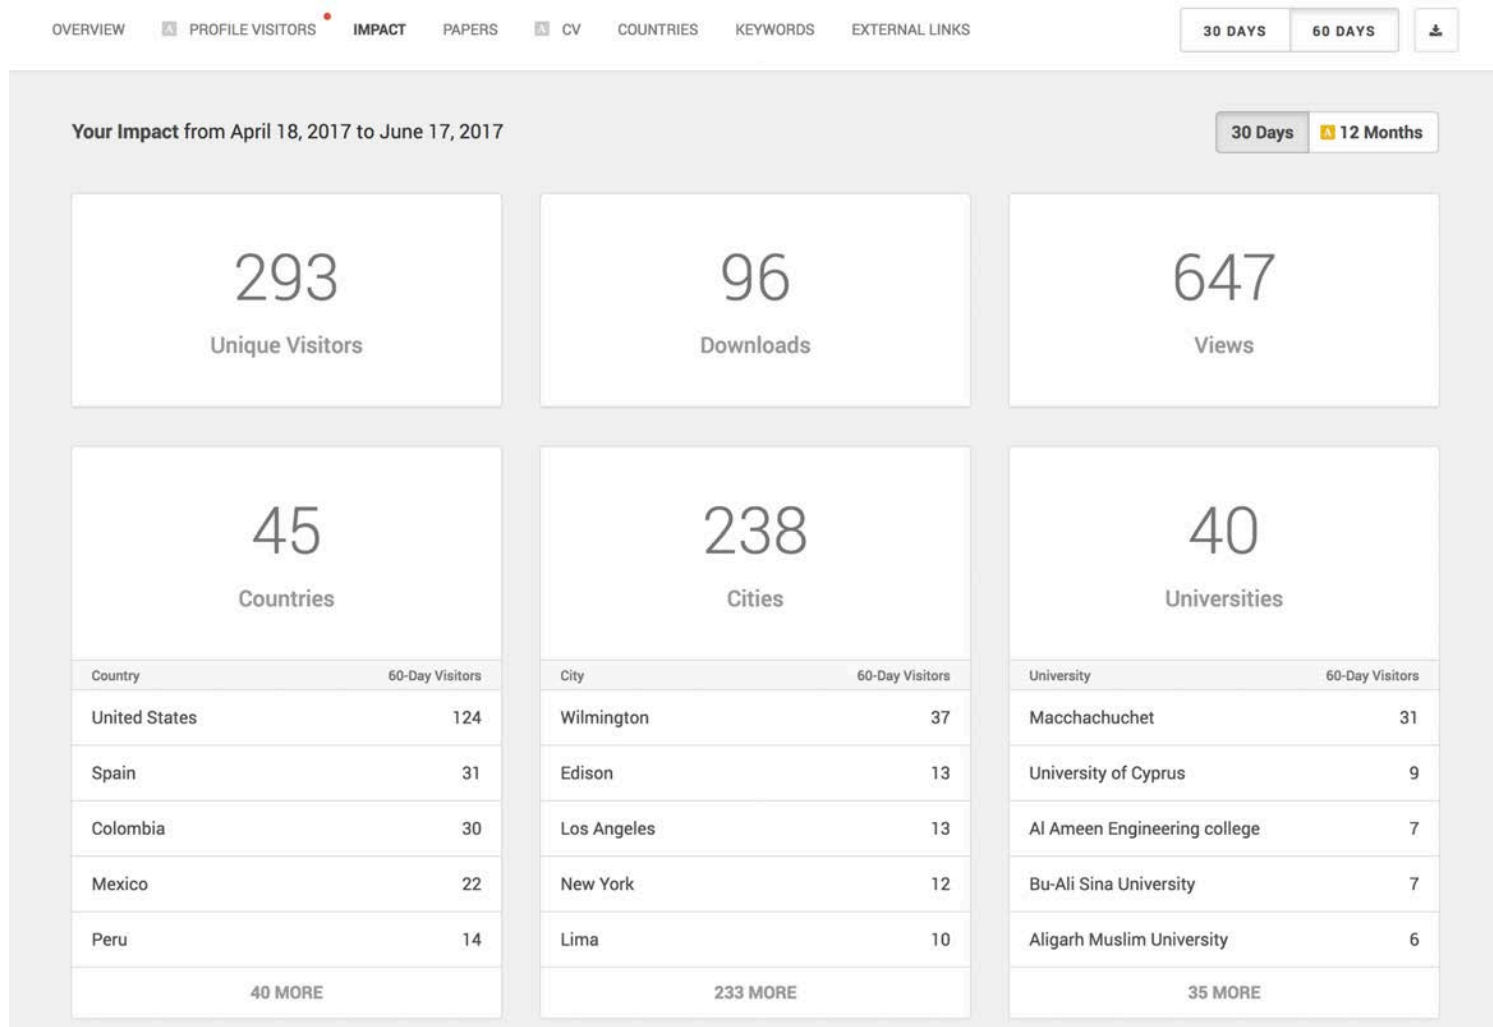 OVERVIEW PROFILE VISITORS IMPACT PAPERS CV COUNTRIES KEYWORDS EXTERNAL LINKS 30 DAYS 60 DAYS
Your Impact from April 18, 2017 to June 17, 2017 30 Days 12 Months
293 96 647
Unique Visitors Downloads Views
45 238 40
Countries Cities Universities
Country 60-Day Visitors City 60-Day Visitors University 60-Day Visitors
United States 124 Wilmington 37 Macchachuchet 31
Spain 31 Edison 13 University of Cyprus 9
Colombia 30 Los Angeles 13 Al Ameen Engineering college 7
Mexico 22 New York 12 Bu-Ali Sina University 7
Peru 14 Lima 10 Aligarh Muslim University 6
40 MORE 233 MORE 35 MORE